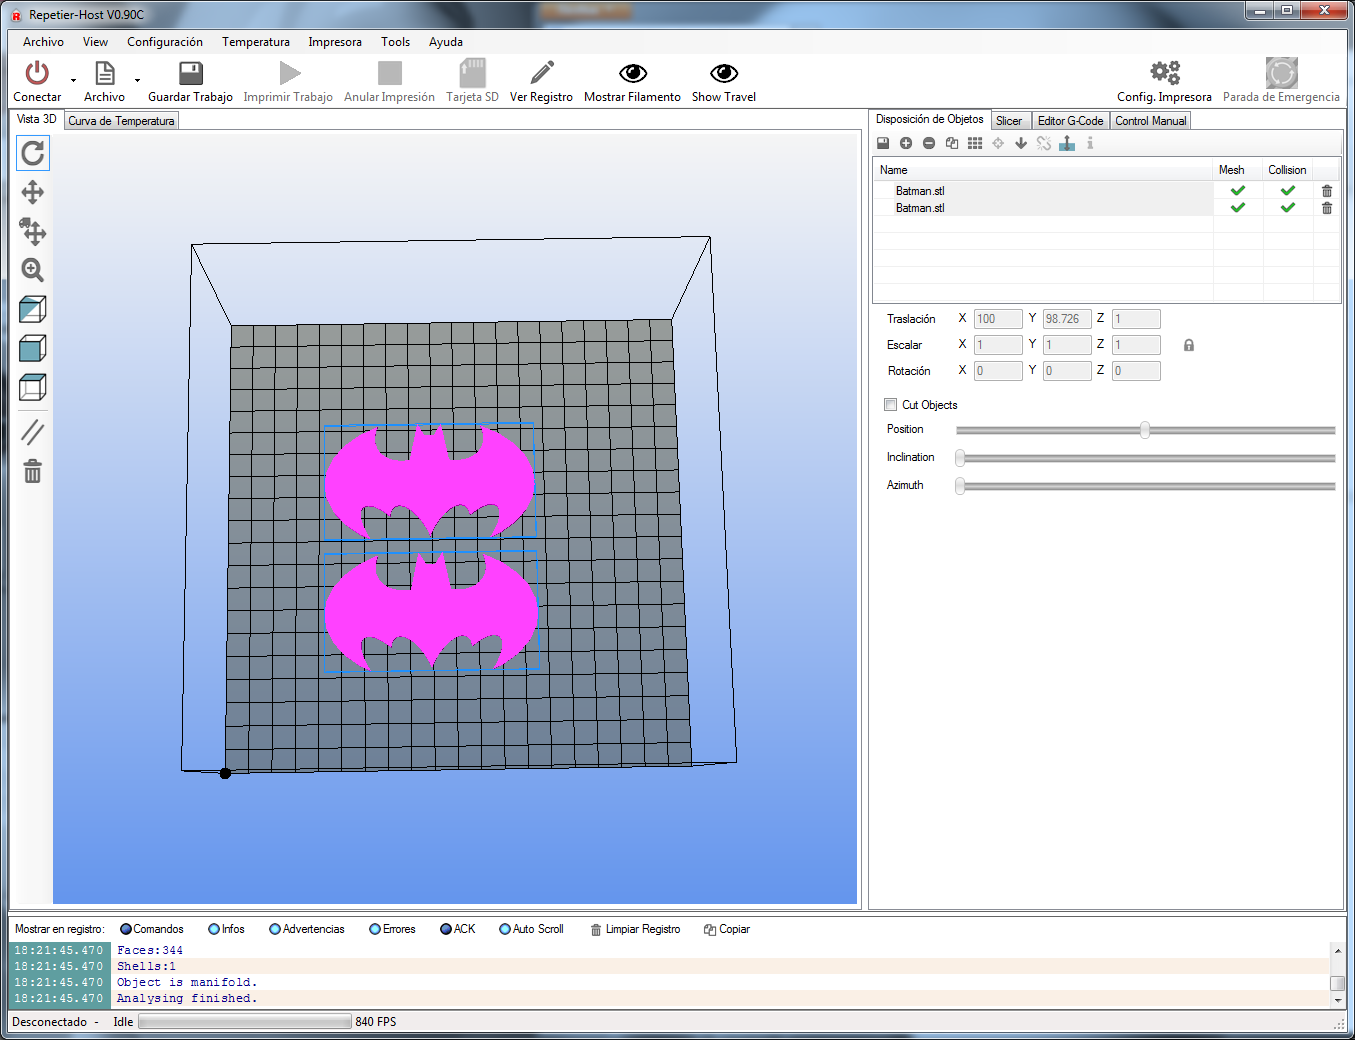 Repetier-Host V0.90C
Archivo View Configuración Temperatura Impresora Tools Ayuda
Conectar Archivo Guardar Trabajo Imprimir Trabajo Anular Impresión Tarjeta SD Ver Registro Mostrar Filamento Show Travel Config. Impresora Parada de Emergencia
Vista 3D Curva de Temperatura
Disposición de Objetos Slicer Editor G-Code Control Manual
Name Mesh Collision
Batman.stl
Batman.stl
Traslación X 100 Y 98.726 Z 1
Escalar X 1 Y 1 Z 1
Rotación X 0 Y 0 Z 0
Cut Objects
Position
Inclination
Azimuth
Mostrar en registro: Comandos Infos Advertencias Errores ACK Auto Scroll Limpiar Registro Copiar
18:21:45.470 Faces:344
18:21:45.470 Shells:1
18:21:45.470 Object is manifold.
18:21:45.470 Analysing finished.
Desconectado - Idle 840 FPS